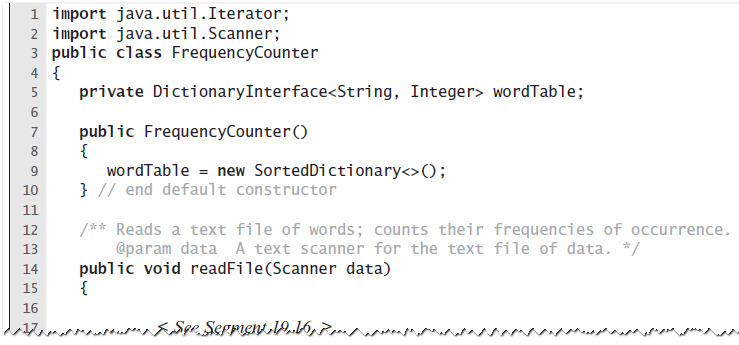 1 import java.util.Iterator;
2 import java.util.Scanner;
3 public class FrequencyCounter
4 {
5 private DictionaryInterface<String, Integer> wordTable;
6
7 public FrequencyCounter()
8 {
9 wordTable = new SortedDictionary<>();
10 } // end default constructor
11
12 /** Reads a text file of words; counts their frequencies of occurrence.
13 @param data A text scanner for the text file of data. */
14 public void readFile(Scanner data)
15 {
16
17 < See Segment 19.16. >